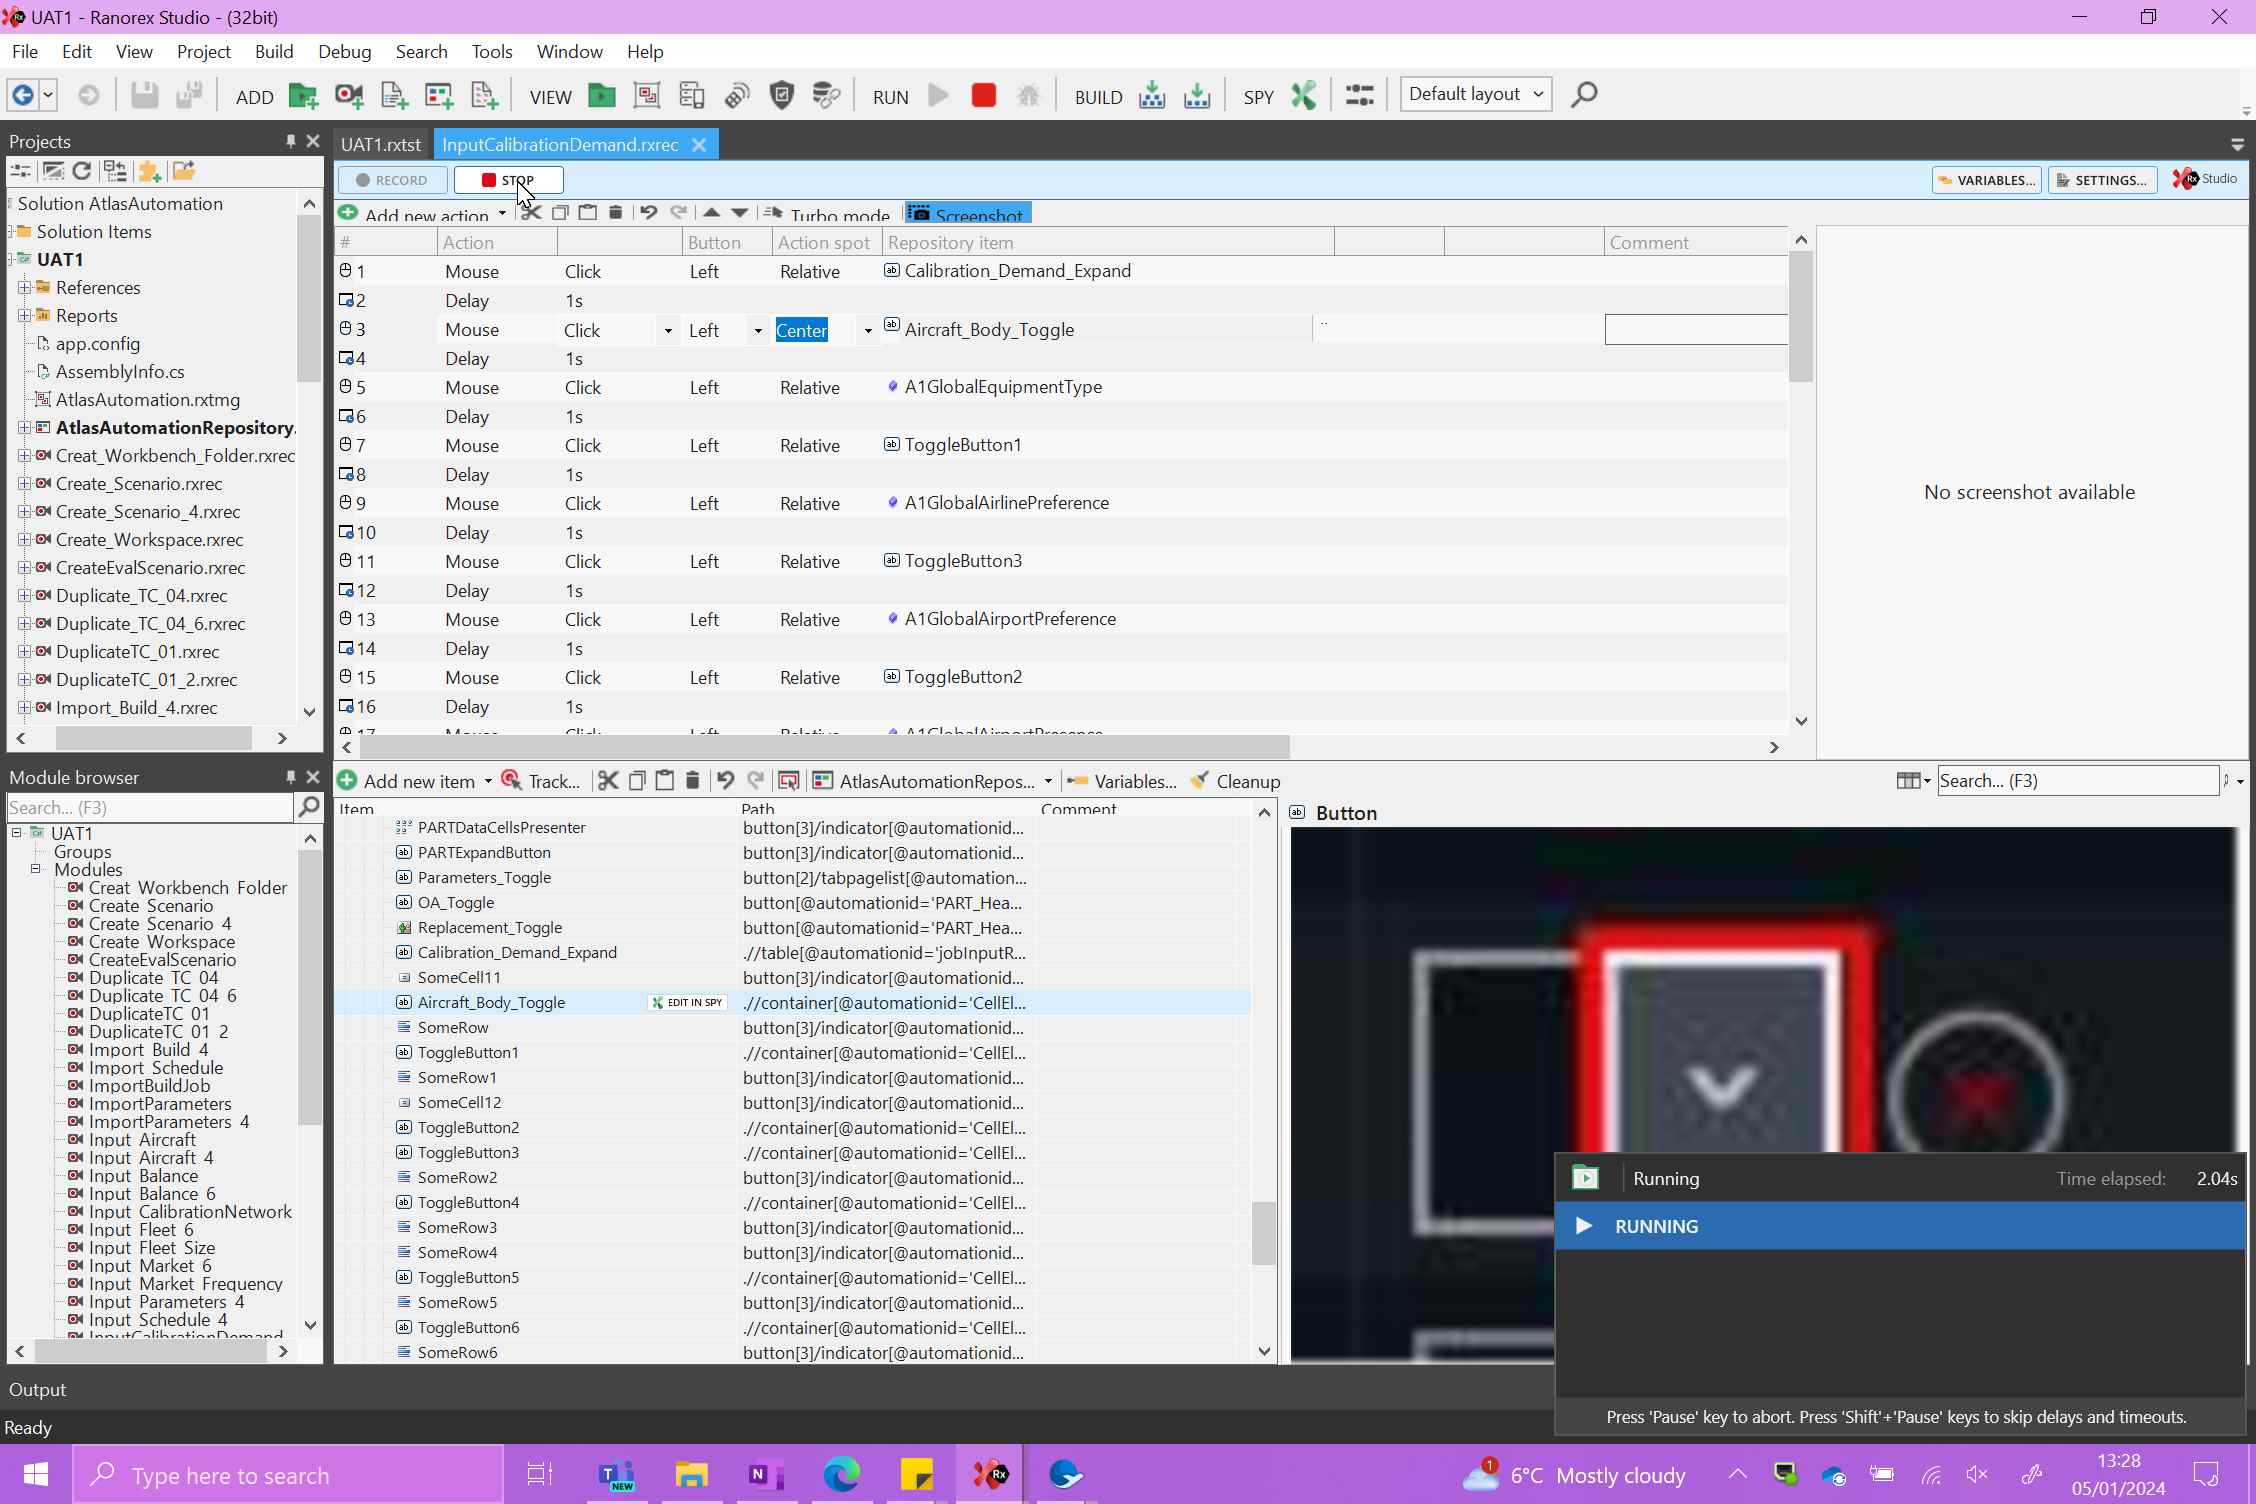 UAT1 - Ranorex Studio - (32bit)
File Edit View Project Build Debug Search Tools Window Help
ADD VIEW RUN BUILD SPY Default layout
Projects
UAT1.rxtst InputCalibrationDemand.rxrec
RECORD STOP VARIABLES... SETTINGS... Studio
Add new action Turbo mode Screenshot
Solution AtlasAutomation
Solution Items
UAT1
References
Reports
app.config
AssemblyInfo.cs
AtlasAutomation.rxtmg
AtlasAutomationRepository.
Creat_Workbench_Folder.rxrec
Create_Scenario.rxrec
Create_Scenario_4.rxrec
Create_Workspace.rxrec
CreateEvalScenario.rxrec
Duplicate_TC_04.rxrec
Duplicate_TC_04_6.rxrec
DuplicateTC_01.rxrec
DuplicateTC_01_2.rxrec
Import_Build_4.rxrec
# Action Button Action spot Repository item Comment
1 Mouse Click Left Relative Calibration_Demand_Expand
2 Delay 1s
3 Mouse Click Left Center Aircraft_Body_Toggle ..
4 Delay 1s
5 Mouse Click Left Relative A1GlobalEquipmentType
6 Delay 1s
7 Mouse Click Left Relative ToggleButton1
8 Delay 1s
9 Mouse Click Left Relative A1GlobalAirlinePreference
10 Delay 1s
11 Mouse Click Left Relative ToggleButton3
12 Delay 1s
13 Mouse Click Left Relative A1GlobalAirportPreference
14 Delay 1s
15 Mouse Click Left Relative ToggleButton2
16 Delay 1s
17 Mouse Click Left Relative A1GlobalAirportPresence
No screenshot available
Module browser
Search... (F3)
UAT1
Groups
Modules
Creat Workbench Folder
Create Scenario
Create Scenario 4
Create Workspace
CreateEvalScenario
Duplicate TC 04
Duplicate TC 04 6
DuplicateTC 01
DuplicateTC 01 2
Import Build 4
Import Schedule
ImportBuildJob
ImportParameters
ImportParameters 4
Input Aircraft
Input Aircraft 4
Input Balance
Input Balance 6
Input CalibrationNetwork
Input Fleet 6
Input Fleet Size
Input Market 6
Input Market Frequency
Input Parameters 4
Input Schedule 4
InputCalibrationDemand
Add new item Track... AtlasAutomationRepos... Variables... Cleanup Search... (F3)
Item Path Comment
PARTDataCellsPresenter button[3]/indicator[@automationid...
PARTExpandButton button[3]/indicator[@automationid...
Parameters_Toggle button[2]/tabpagelist[@automation...
OA_Toggle button[@automationid='PART_Hea...
Replacement_Toggle button[@automationid='PART_Hea...
Calibration_Demand_Expand .//table[@automationid='jobInputR...
SomeCell11 button[3]/indicator[@automationid...
Aircraft_Body_Toggle EDIT IN SPY .//container[@automationid='CellEl...
SomeRow button[3]/indicator[@automationid...
ToggleButton1 .//container[@automationid='CellEl...
SomeRow1 button[3]/indicator[@automationid...
SomeCell12 button[3]/indicator[@automationid...
ToggleButton2 .//container[@automationid='CellEl...
ToggleButton3 .//container[@automationid='CellEl...
SomeRow2 button[3]/indicator[@automationid...
ToggleButton4 .//container[@automationid='CellEl...
SomeRow3 button[3]/indicator[@automationid...
SomeRow4 button[3]/indicator[@automationid...
ToggleButton5 .//container[@automationid='CellEl...
SomeRow5 button[3]/indicator[@automationid...
ToggleButton6 .//container[@automationid='CellEl...
SomeRow6 button[3]/indicator[@automationid...
Button
Running Time elapsed: 2.04s
RUNNING
Press 'Pause' key to abort. Press 'Shift'+'Pause' keys to skip delays and timeouts.
Output
Ready
Type here to search
NEW
1
6°C Mostly cloudy
13:28
05/01/2024